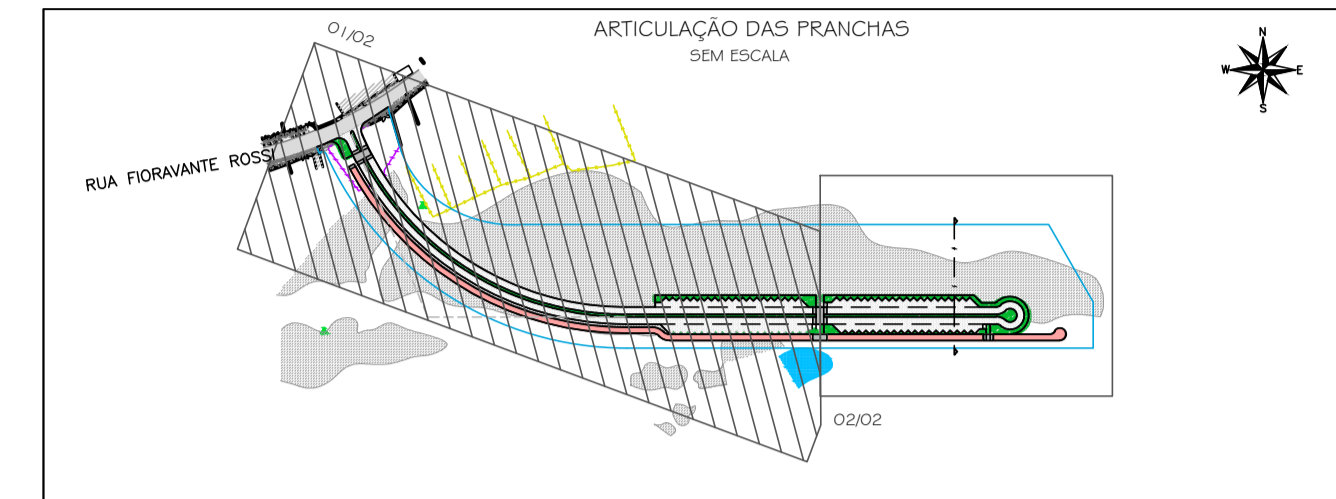 ARTICULAÇÃO DAS PRANCHAS
SEM ESCALA
01/02
N
W
E
S
RUA FIORAVANTE ROSSI
02/02